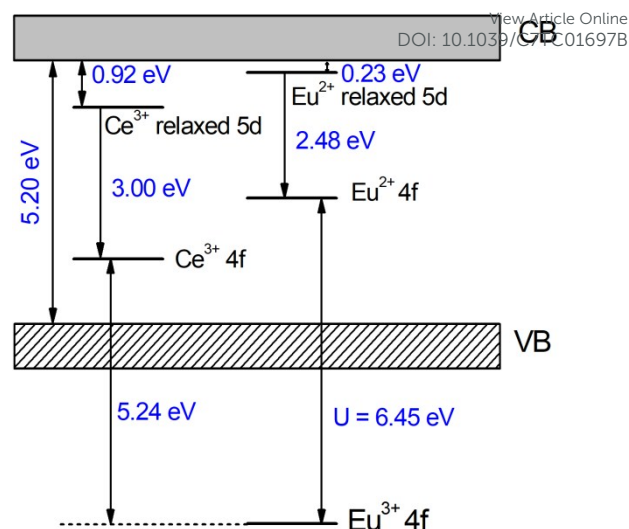 View Article Online
DOI: 10.1039/C7TC01697B
CB
0.92 eV
0.23 eV
Eu²⁺ relaxed 5d
Ce³⁺ relaxed 5d
2.48 eV
5.20 eV
3.00 eV
Eu²⁺ 4f
Ce³⁺ 4f
VB
5.24 eV
U = 6.45 eV
Eu³⁺ 4f